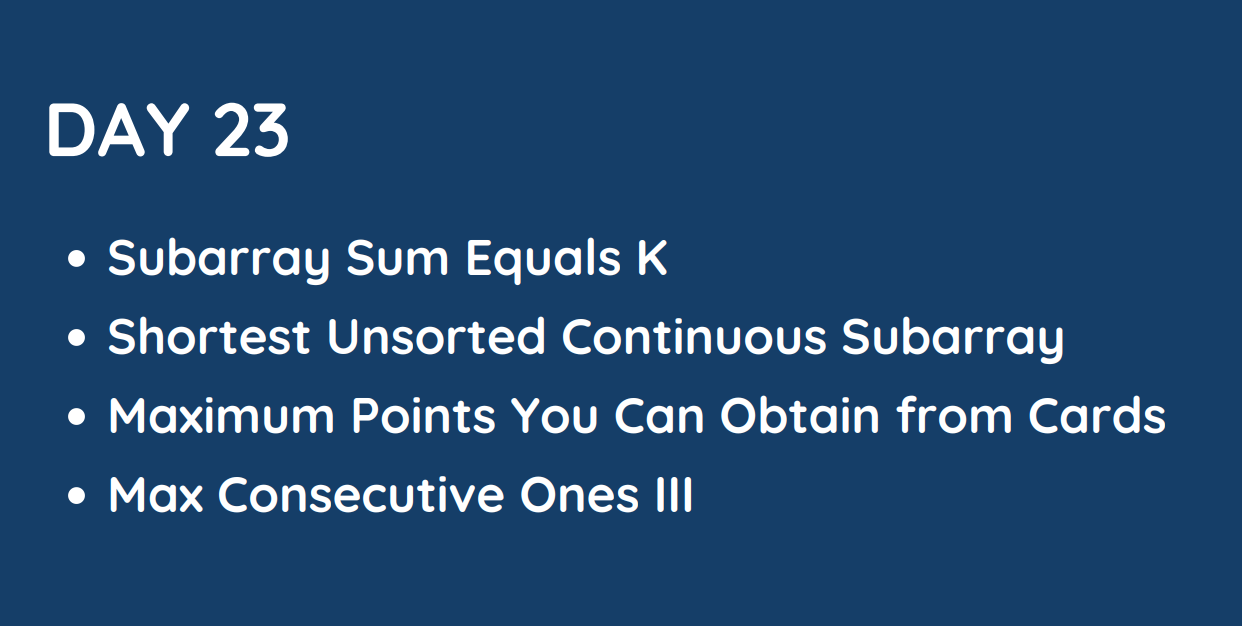 DAY 23
• Subarray Sum Equals K
• Shortest Unsorted Continuous Subarray
• Maximum Points You Can Obtain from Cards
• Max Consecutive Ones III